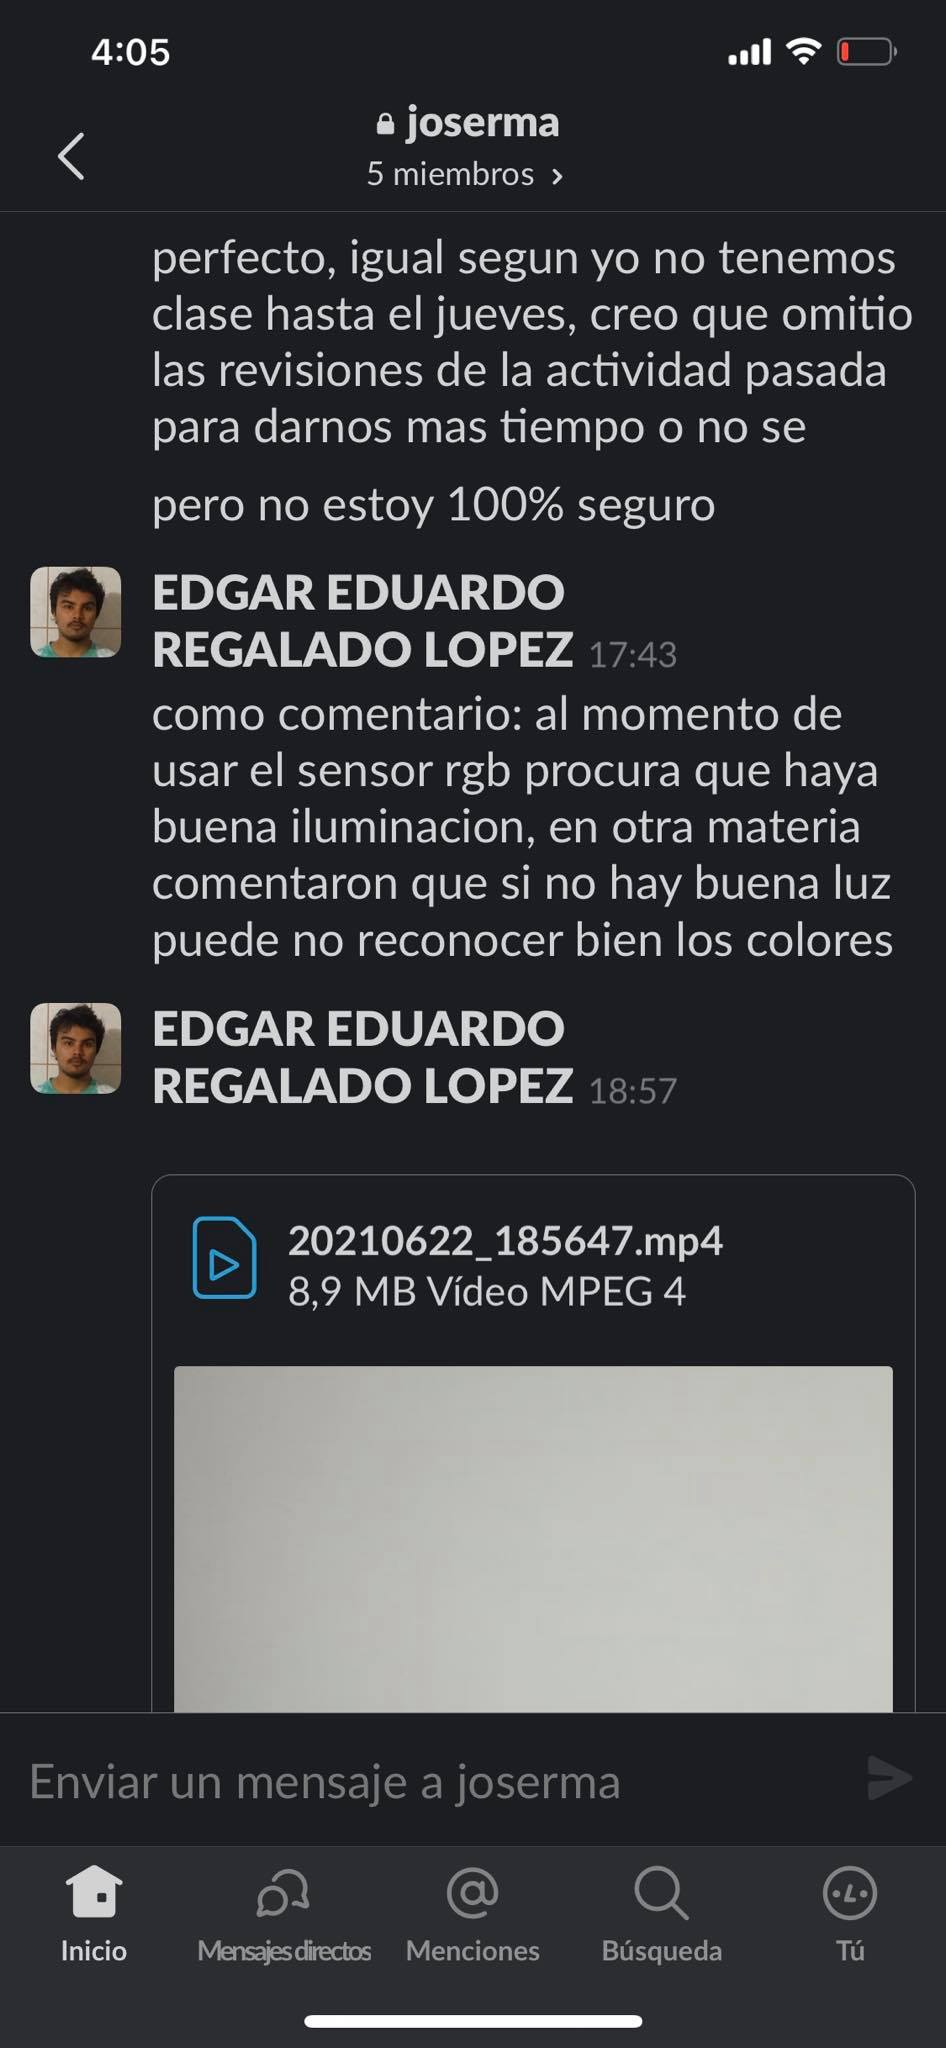 4:05
joserma
5 miembros >
perfecto, igual segun yo no tenemos
clase hasta el jueves, creo que omitio
las revisiones de la actividad pasada
para darnos mas tiempo o no se
pero no estoy 100% seguro
EDGAR EDUARDO
REGALADO LOPEZ 17:43
como comentario: al momento de
usar el sensor rgb procura que haya
buena iluminacion, en otra materia
comentaron que si no hay buena luz
puede no reconocer bien los colores
EDGAR EDUARDO
REGALADO LOPEZ 18:57
20210622_185647.mp4
8,9 MB Vídeo MPEG 4
Enviar un mensaje a joserma
Inicio Mensajes directos Menciones Búsqueda Tú